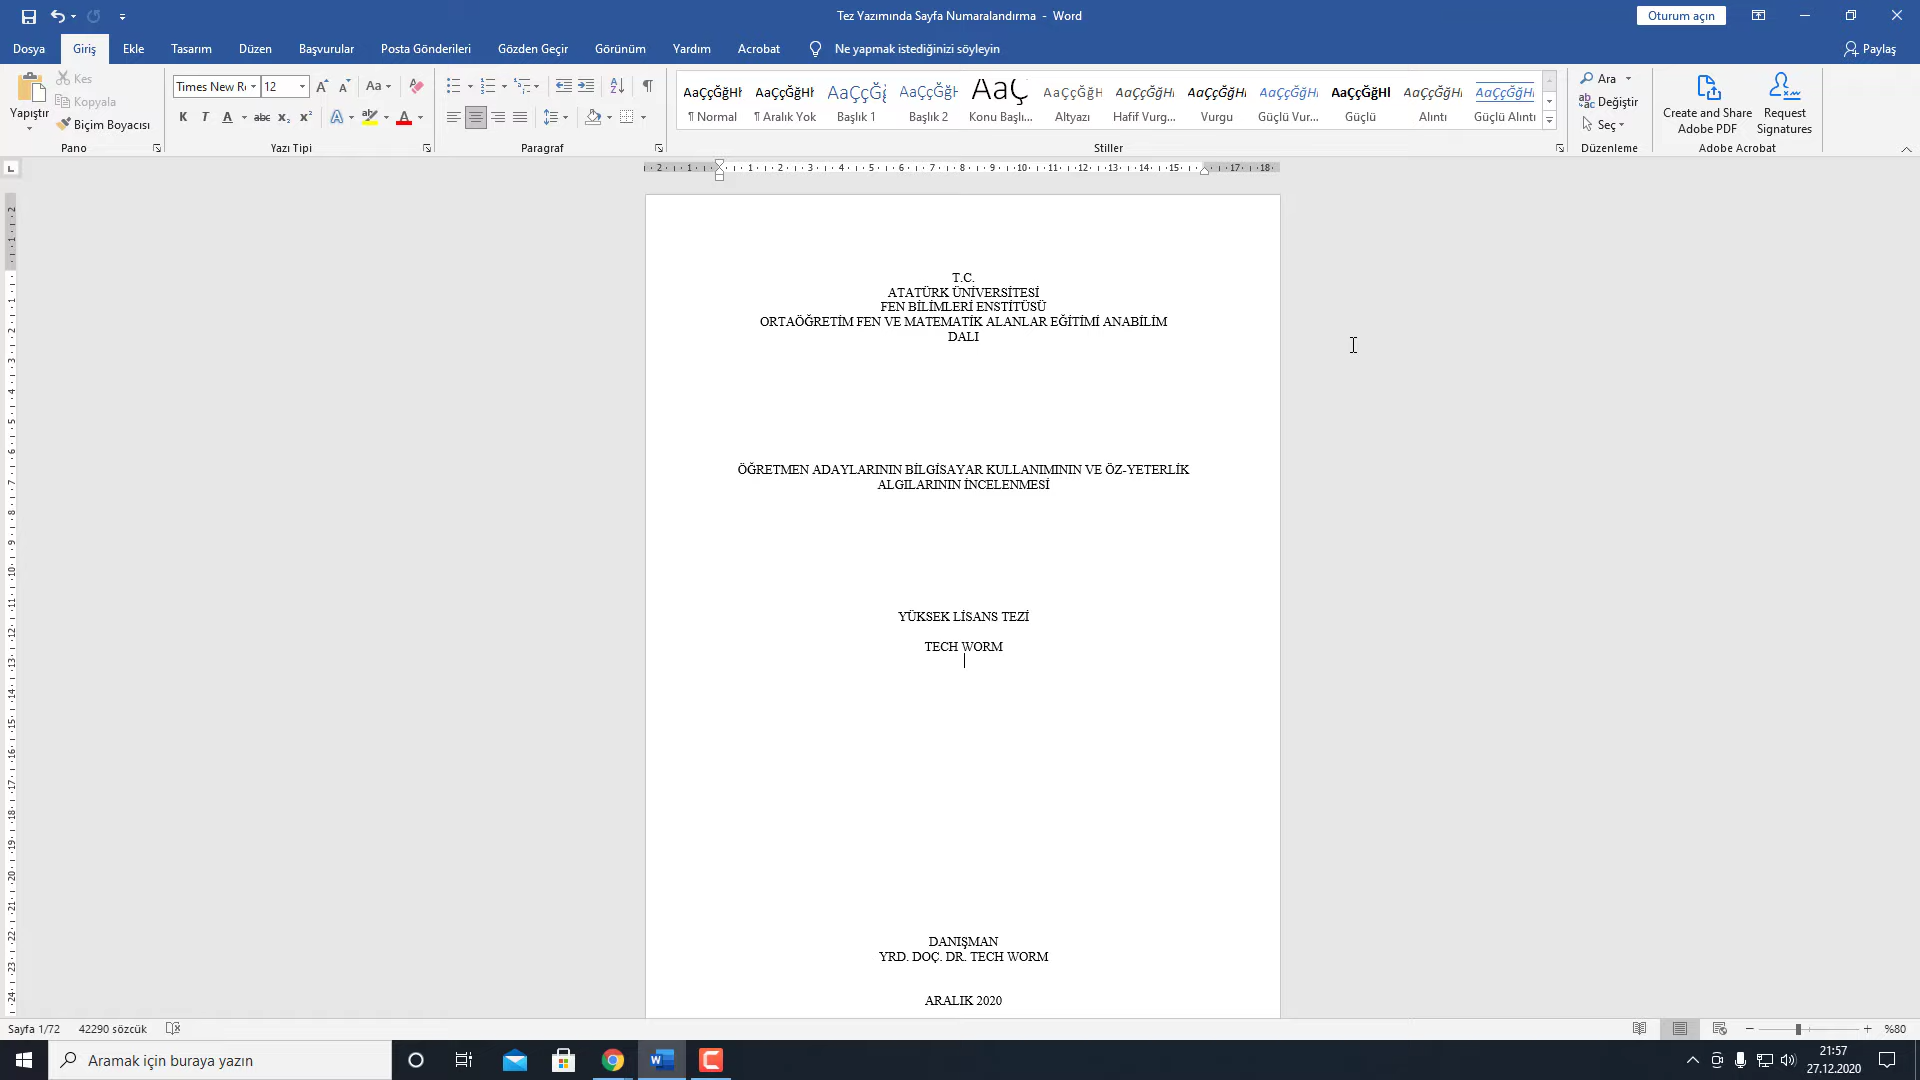 Tez Yazımında Sayfa Numaralandırma - Word
Oturum açın
Dosya Giriş Ekle Tasarım Düzen Başvurular Posta Gönderileri Gözden Geçir Görünüm Yardım Acrobat Ne yapmak istediğinizi söyleyin Paylaş
Yapıştır
Kes
Kopyala
Biçim Boyacısı
Pano
Times New R
12
Yazı Tipi
Paragraf
¶ Normal
¶ Aralık Yok
Başlık 1
Başlık 2
Konu Başlı...
Altyazı
Hafif Vurg...
Vurgu
Güçlü Vur...
Güçlü
Alıntı
Güçlü Alıntı
Stiller
Ara
Değiştir
Seç
Düzenleme
Create and Share
Adobe PDF
Request
Signatures
Adobe Acrobat
T.C.
ATATÜRK ÜNİVERSİTESİ
FEN BİLİMLERİ ENSTİTÜSÜ
ORTAÖĞRETİM FEN VE MATEMATİK ALANLAR EĞİTİMİ ANABİLİM
DALI
ÖĞRETMEN ADAYLARININ BİLGİSAYAR KULLANIMININ VE ÖZ-YETERLİK
ALGILARININ İNCELENMESİ
YÜKSEK LİSANS TEZİ
TECH WORM
DANIŞMAN
YRD. DOÇ. DR. TECH WORM
ARALIK 2020
Sayfa 1/72 42290 sözcük
%80
Aramak için buraya yazın
21:57
27.12.2020